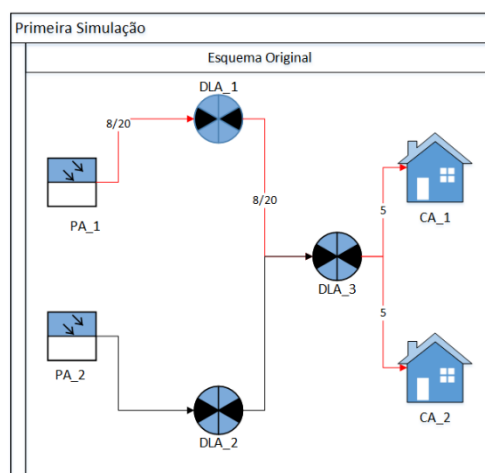 Primeira Simulação
Esquema Original
DLA_1
8/20
PA_1
8/20
5
CA_1
DLA_3
5
PA_2
DLA_2
CA_2